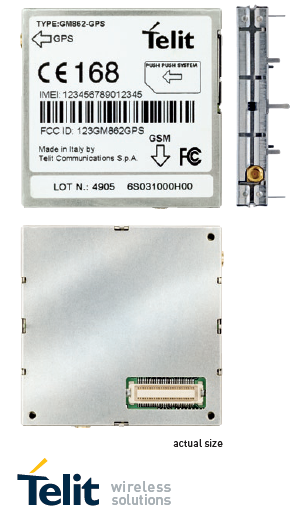 TYPE:GM862-GPS
GPS
Telit
CE 168
PUSH PUSH SYSTEM
IMEI: 123456789012345
FCC ID: 123GM862GPS
GSM
Made in Italy by
Telit Communications S.p.A.
FC
LOT N.: 4905 6S031000H00
actual size
Telit wireless
solutions